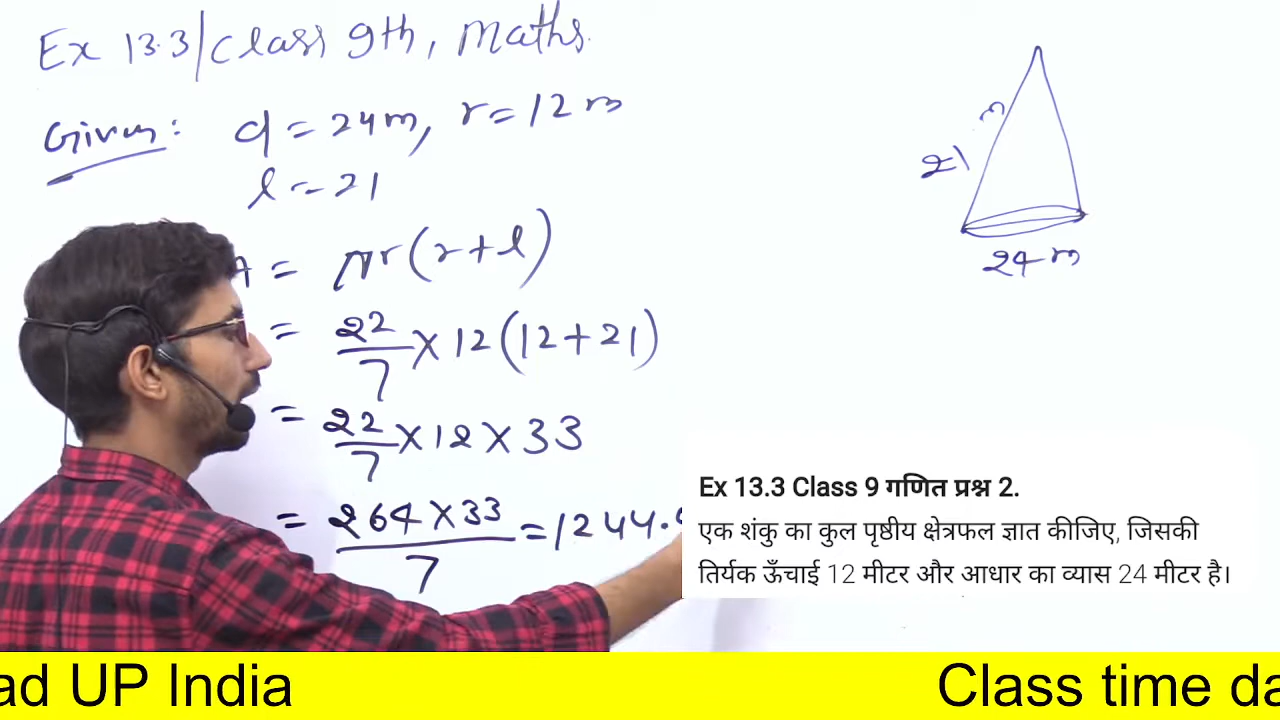 Ex 13.3/Class 9th, Maths.
Given: d = 24m, r = 12 m
l = 21
= πr(r+l)
= 22/7 × 12 (12+21)
= 22/7 × 12 × 33
= 264 × 33 / 7 = 1244.
21 m
24 m
Ex 13.3 Class 9 गणित प्रश्न 2.
एक शंकु का कुल पृष्ठीय क्षेत्रफल ज्ञात कीजिए, जिसकी
तिर्यक ऊँचाई 12 मीटर और आधार का व्यास 24 मीटर है।
ad UP India
Class time da